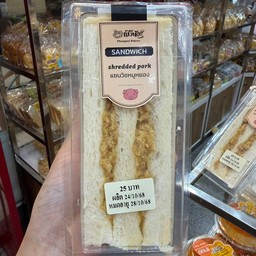 SANDWICH
shredded pork
แซนวิชหมูหยอง
25 บาท
ผลิต 24/10/68
หมดอายุ 28/10/68